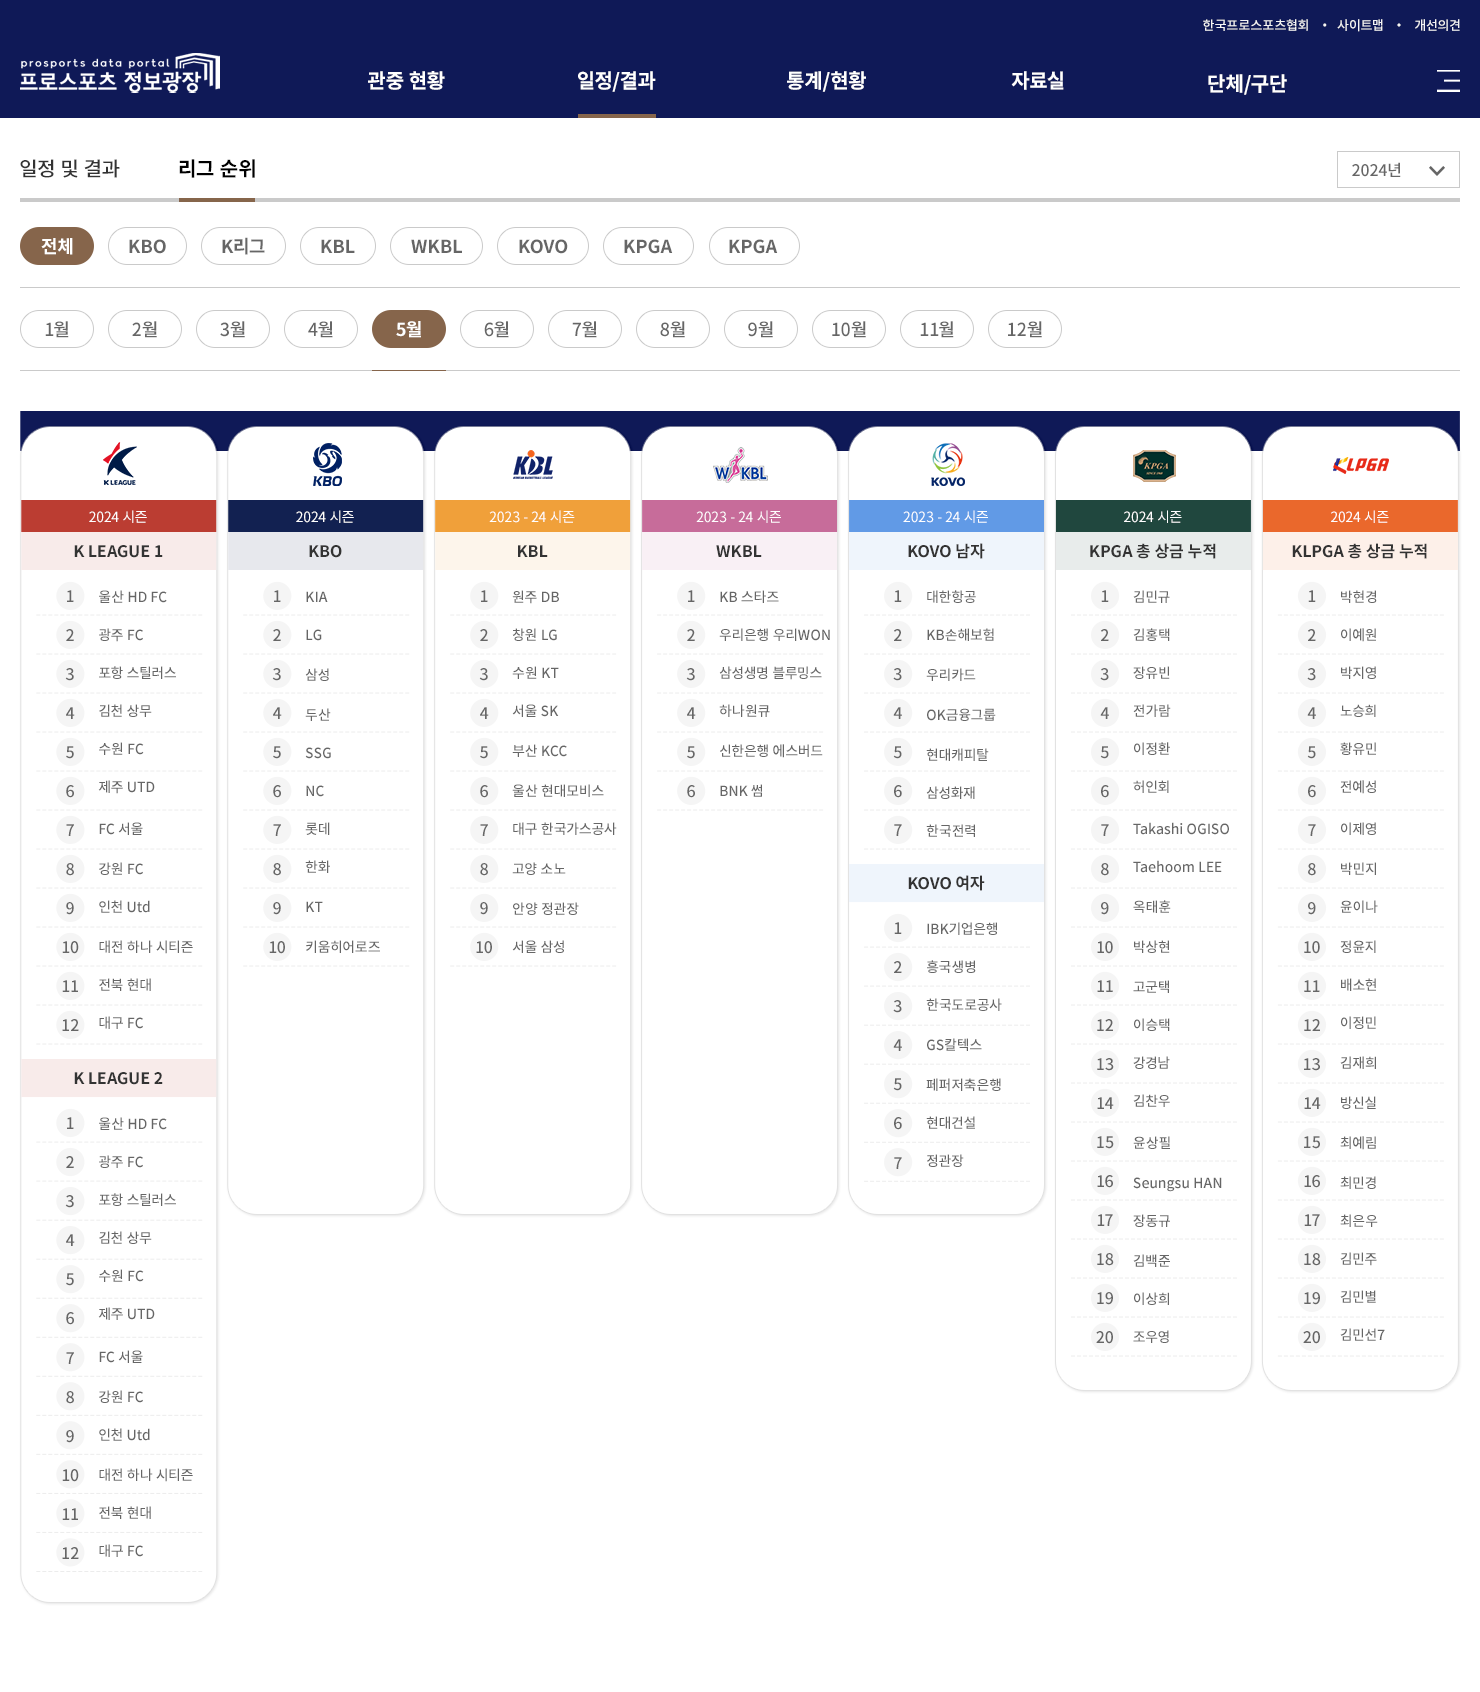 한국프로스포츠협회 • 사이트맵 • 개선의견
prosports data portal
프로스포츠 정보광장
관중 현황 일정/결과 통계/현황 자료실 단체/구단
일정 및 결과 리그 순위 2024년
전체 KBO K리그 KBL WKBL KOVO KPGA KPGA
1월 2월 3월 4월 5월 6월 7월 8월 9월 10월 11월 12월
K LEAGUE
2024 시즌
K LEAGUE 1
1 울산 HD FC
2 광주 FC
3 포항 스틸러스
4 김천 상무
5 수원 FC
6 제주 UTD
7 FC 서울
8 강원 FC
9 인천 Utd
10 대전 하나 시티즌
11 전북 현대
12 대구 FC
K LEAGUE 2
1 울산 HD FC
2 광주 FC
3 포항 스틸러스
4 김천 상무
5 수원 FC
6 제주 UTD
7 FC 서울
8 강원 FC
9 인천 Utd
10 대전 하나 시티즌
11 전북 현대
12 대구 FC
KBO
2024 시즌
KBO
1 KIA
2 LG
3 삼성
4 두산
5 SSG
6 NC
7 롯데
8 한화
9 KT
10 키움히어로즈
KBL
2023 - 24 시즌
KBL
1 원주 DB
2 창원 LG
3 수원 KT
4 서울 SK
5 부산 KCC
6 울산 현대모비스
7 대구 한국가스공사
8 고양 소노
9 안양 정관장
10 서울 삼성
WKBL
2023 - 24 시즌
WKBL
1 KB 스타즈
2 우리은행 우리WON
3 삼성생명 블루밍스
4 하나원큐
5 신한은행 에스버드
6 BNK 썸
KOVO
2023 - 24 시즌
KOVO 남자
1 대한항공
2 KB손해보험
3 우리카드
4 OK금융그룹
5 현대캐피탈
6 삼성화재
7 한국전력
KOVO 여자
1 IBK기업은행
2 흥국생명
3 한국도로공사
4 GS칼텍스
5 페퍼저축은행
6 현대건설
7 정관장
KPGA
2024 시즌
KPGA 총 상금 누적
1 김민규
2 김홍택
3 장유빈
4 전가람
5 이정환
6 허인회
7 Takashi OGISO
8 Taehoom LEE
9 옥태훈
10 박상현
11 고군택
12 이승택
13 강경남
14 김찬우
15 윤상필
16 Seungsu HAN
17 장동규
18 김백준
19 이상희
20 조우영
KLPGA
2024 시즌
KLPGA 총 상금 누적
1 박현경
2 이예원
3 박지영
4 노승희
5 황유민
6 전예성
7 이제영
8 박민지
9 윤이나
10 정윤지
11 배소현
12 이정민
13 김재희
14 방신실
15 최예림
16 최민경
17 최은우
18 김민주
19 김민별
20 김민선7